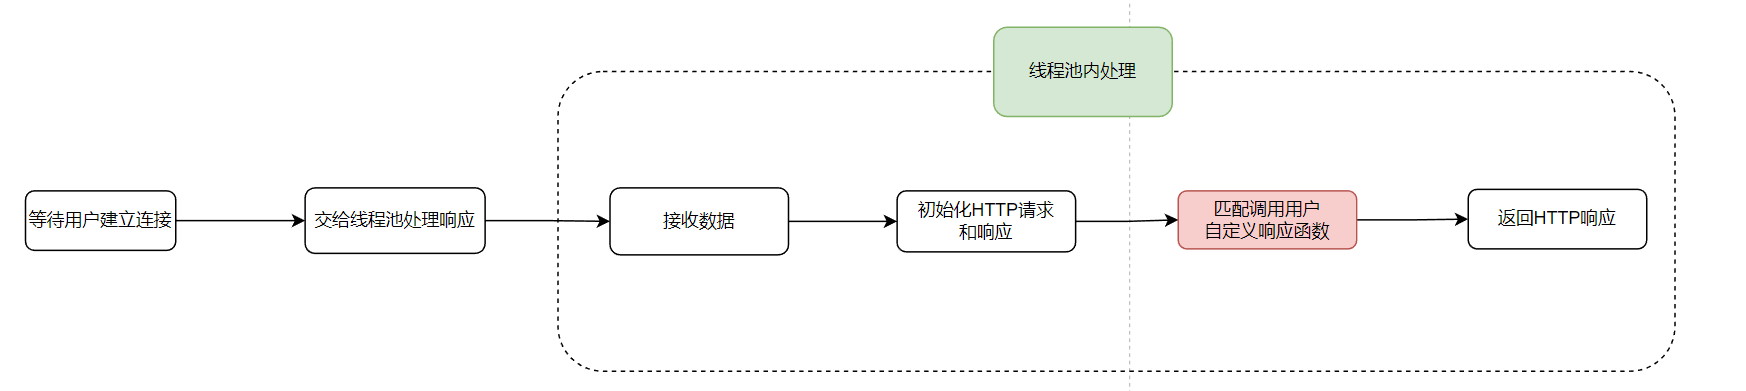 线程池内处理
等待用户建立连接
交给线程池处理响应
接收数据
初始化HTTP请求
和响应
匹配调用用户
自定义响应函数
返回HTTP响应